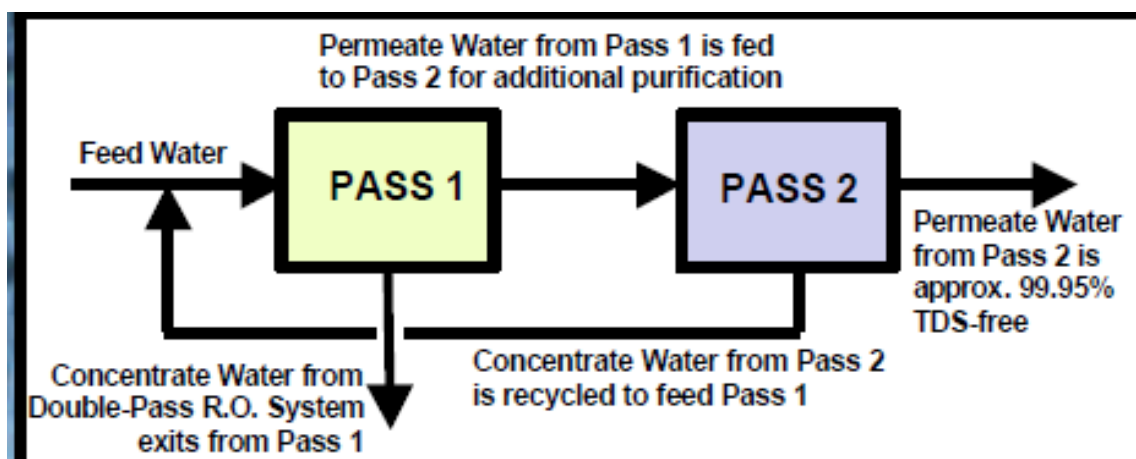 Permeate Water from Pass 1 is fed
to Pass 2 for additional purification
Feed Water
PASS 1
PASS 2
Permeate Water
from Pass 2 is
approx. 99.95%
TDS-free
Concentrate Water from
Double-Pass R.O. System
exits from Pass 1
Concentrate Water from Pass 2
is recycled to feed Pass 1